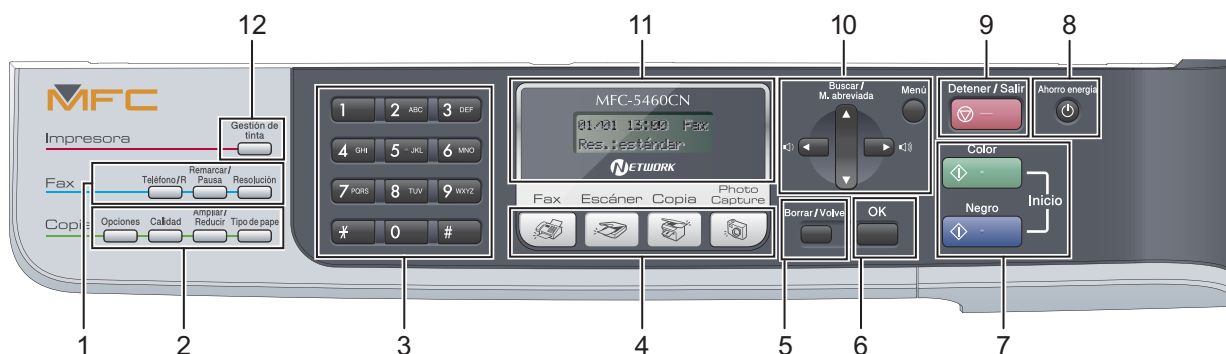 12
11
10
9
8
MFC
Impresora
Gestión de
tinta
Fax
Teléfono/R
Remarcar/
Pausa
Resolución
Copia
Opciones
Calidad
Ampliar/
Reducir
Tipo de pape
1
2 ABC
3 DEF
4 GHI
5 JKL
6 MNO
7 PQRS
8 TUV
9 WXYZ
*
0
#
MFC-5460CN
01/01 13:00 Fax
Res.:estándar
NETWORK
Fax
Escáner
Copia
Photo
Capture
Buscar/
M. abreviada
Menú
Borrar/Volve
OK
Detener/Salir
Ahorro energía
Color
Negro
Inicio
1
2
3
4
5
6
7